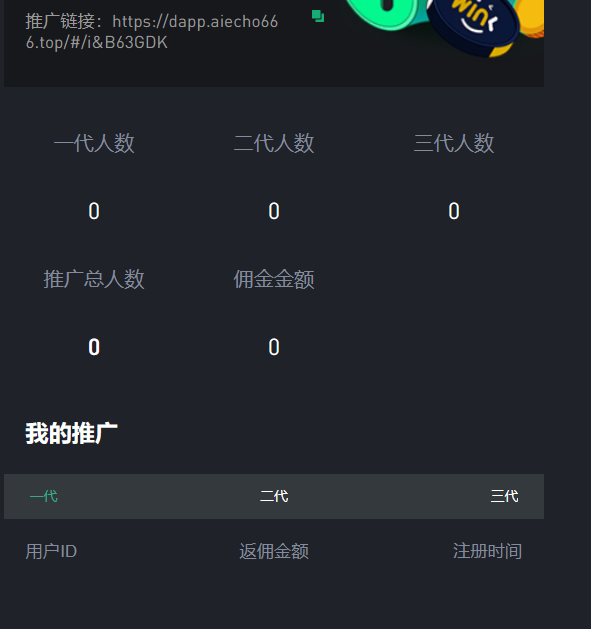 推广链接：https://dapp.aiecho66
6.top/#/i&B63GDK
win
一代人数 二代人数 三代人数
0 0 0
推广总人数 佣金金额
0 0
我的推广
一代 二代 三代
用户ID 返佣金额 注册时间